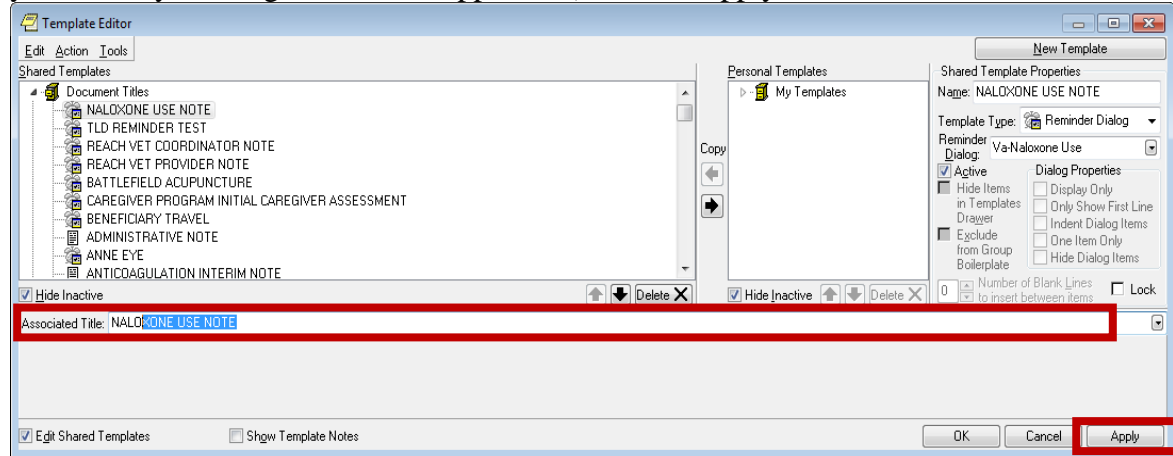 Template Editor
Edit Action Tools
New Template
Shared Templates
Document Titles
NALOXONE USE NOTE
TLD REMINDER TEST
REACH VET COORDINATOR NOTE
REACH VET PROVIDER NOTE
BATTLEFIELD ACUPUNCTURE
CAREGIVER PROGRAM INITIAL CAREGIVER ASSESSMENT
BENEFICIARY TRAVEL
ADMINISTRATIVE NOTE
ANNE EYE
ANTICOAGULATION INTERIM NOTE
Hide Inactive
Delete X
Copy
Personal Templates
My Templates
Hide Inactive
Delete X
Shared Template Properties
Name: NALOXONE USE NOTE
Template Type: Reminder Dialog
Reminder Dialog: Va-Naloxone Use
Active
Hide Items
in Templates
Drawer
Exclude
from Group
Boilerplate
Dialog Properties
Display Only
Only Show First Line
Indent Dialog Items
One Item Only
Hide Dialog Items
0 Number of Blank Lines
to insert between items
Lock
Associated Title: NALOXONE USE NOTE
Edit Shared Templates
Show Template Notes
OK
Cancel
Apply